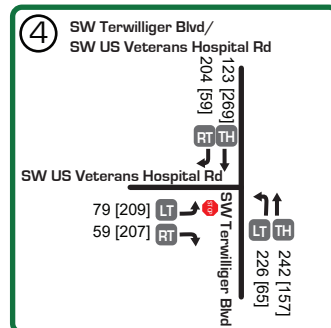 4
SW Terwilliger Blvd/
SW US Veterans Hospital Rd
204 [59]
123 [269]
RT TH
SW US Veterans Hospital Rd
79 [209] LT
STOP
59 [207] RT
SW Terwilliger Blvd
LT TH
226 [65]
242 [157]